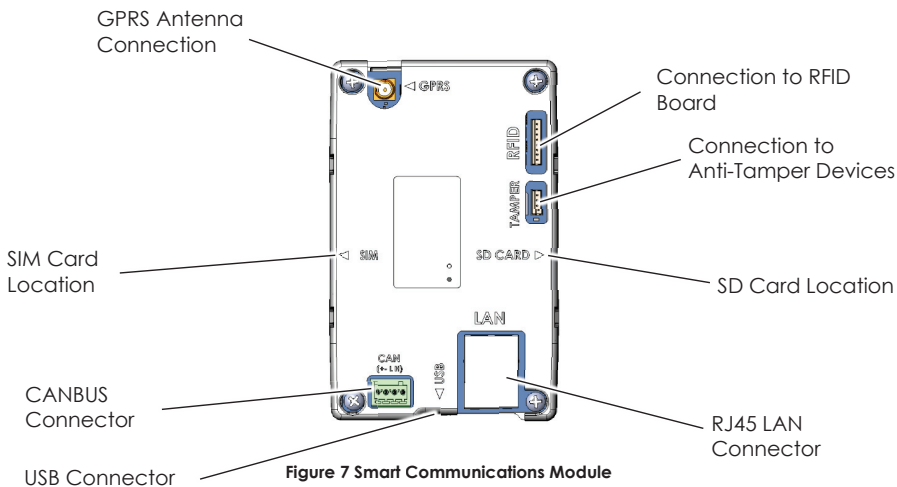 GPRS Antenna
Connection
◁ GPRS
Connection to RFID
Board
RFID
Connection to
Anti-Tamper Devices
TAMPER
SIM Card
Location
◁ SIM
SD CARD ▷
SD Card Location
LAN
CAN
(+- L H)
◁ USB
CANBUS
Connector
RJ45 LAN
Connector
USB Connector
Figure 7 Smart Communications Module